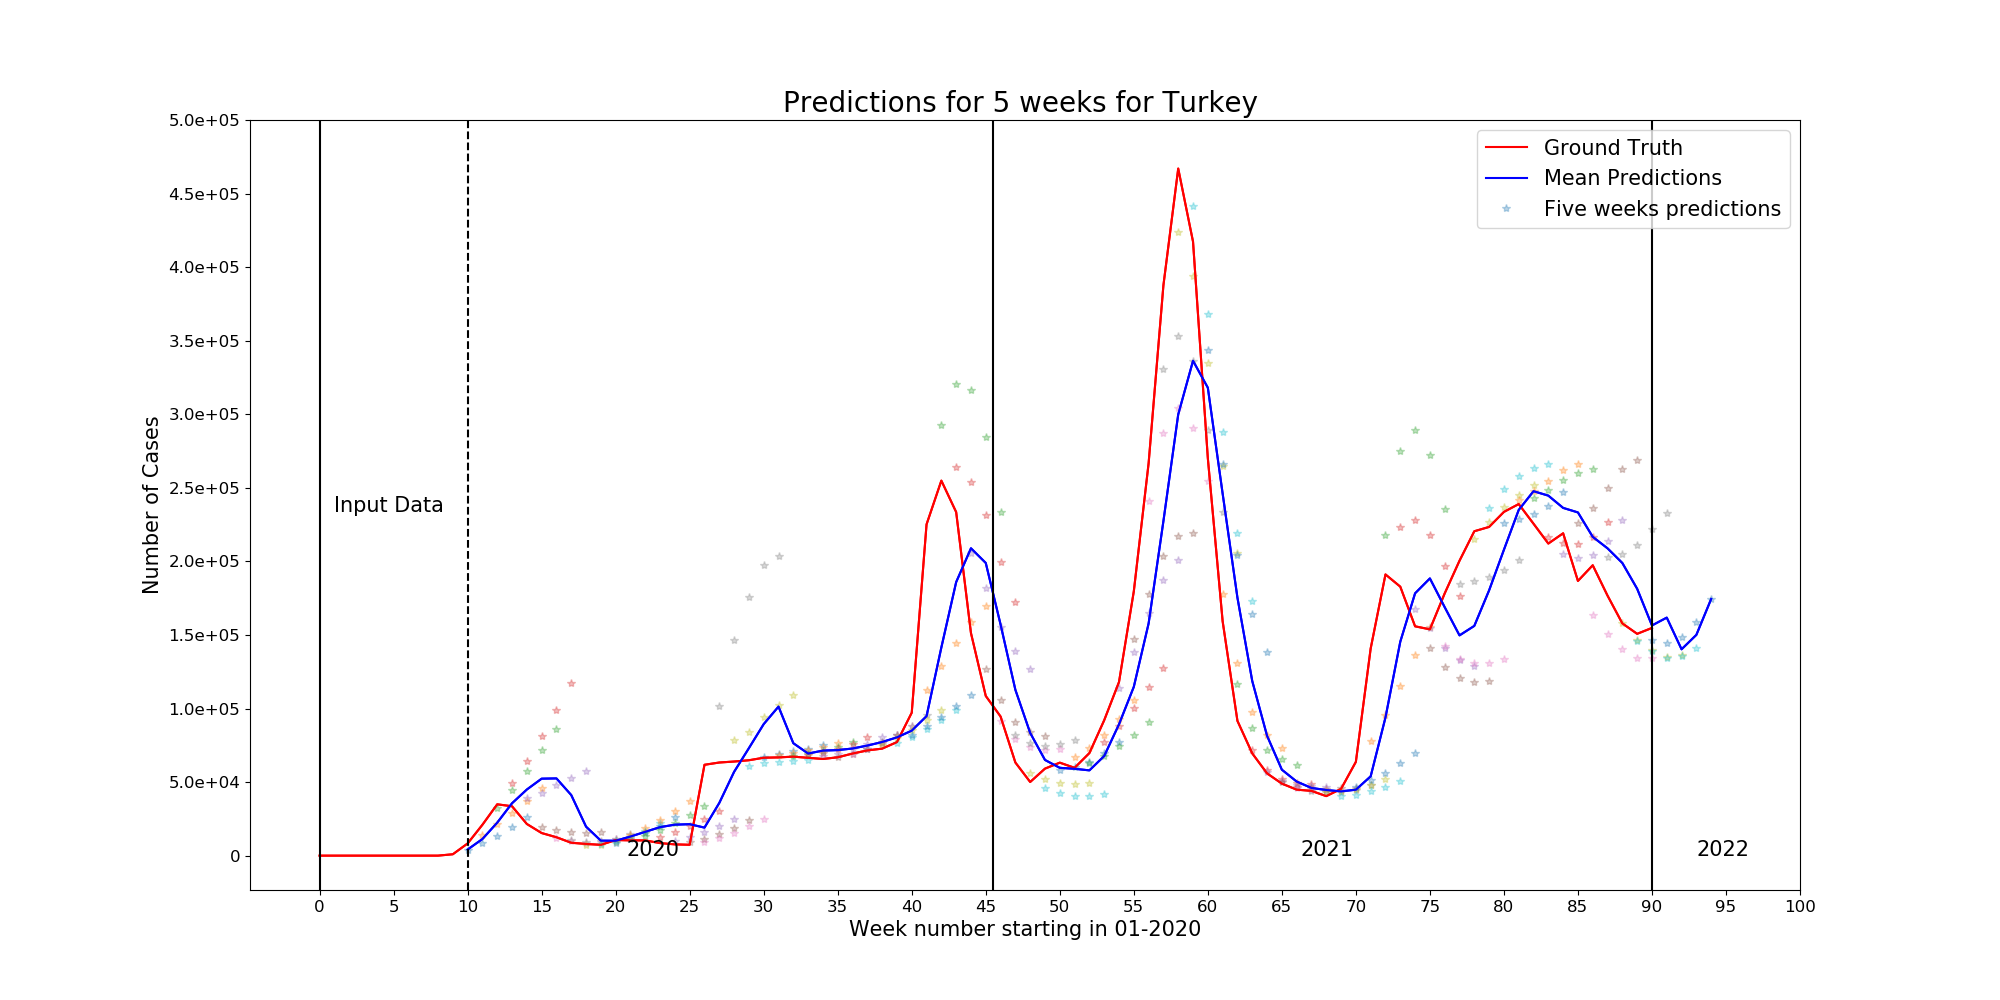 Predictions for 5 weeks for Turkey
5.0e+05
4.5e+05
4.0e+05
3.5e+05
3.0e+05
2.5e+05
2.0e+05
1.5e+05
1.0e+05
5.0e+04
0
Number of Cases
Input Data
Ground Truth
Mean Predictions
Five weeks predictions
2020 2021 2022
0 5 10 15 20 25 30 35 40 45 50 55 60 65 70 75 80 85 90 95 100
Week number starting in 01-2020